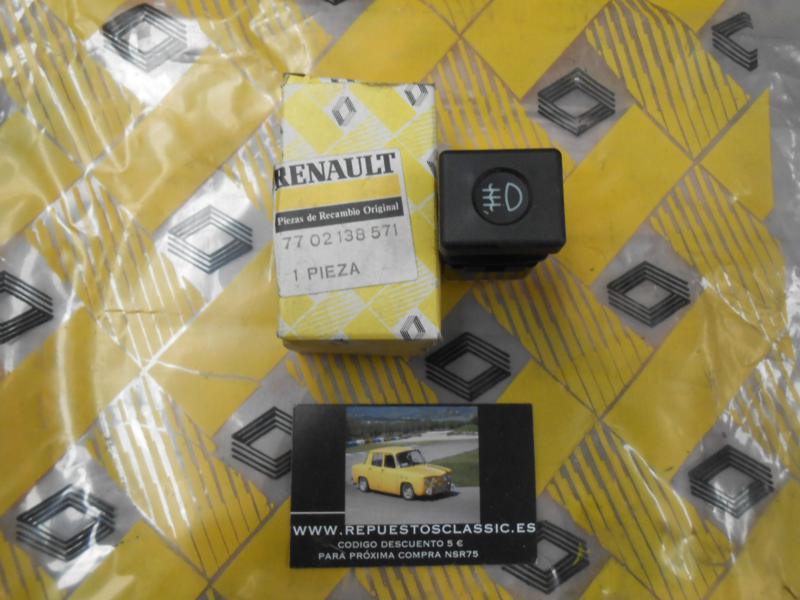 RENAULT
Piezas de Recambio Original
77 02 138 571
1 PIEZA
WWW.REPUESTOSCLASSIC.ES
CODIGO DESCUENTO 5 €
PARA PRÓXIMA COMPRA NSR75